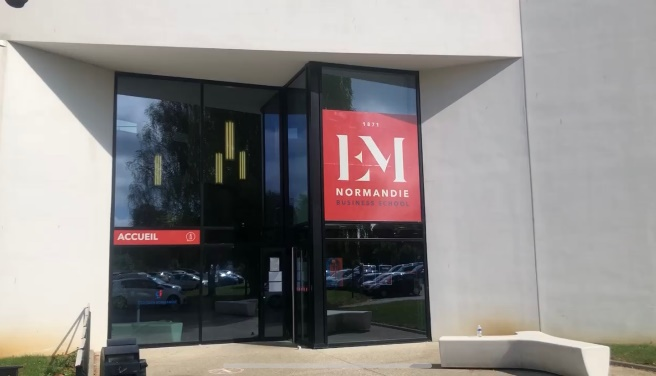 1871
EM
NORMANDIE
BUSINESS SCHOOL
ACCUEIL